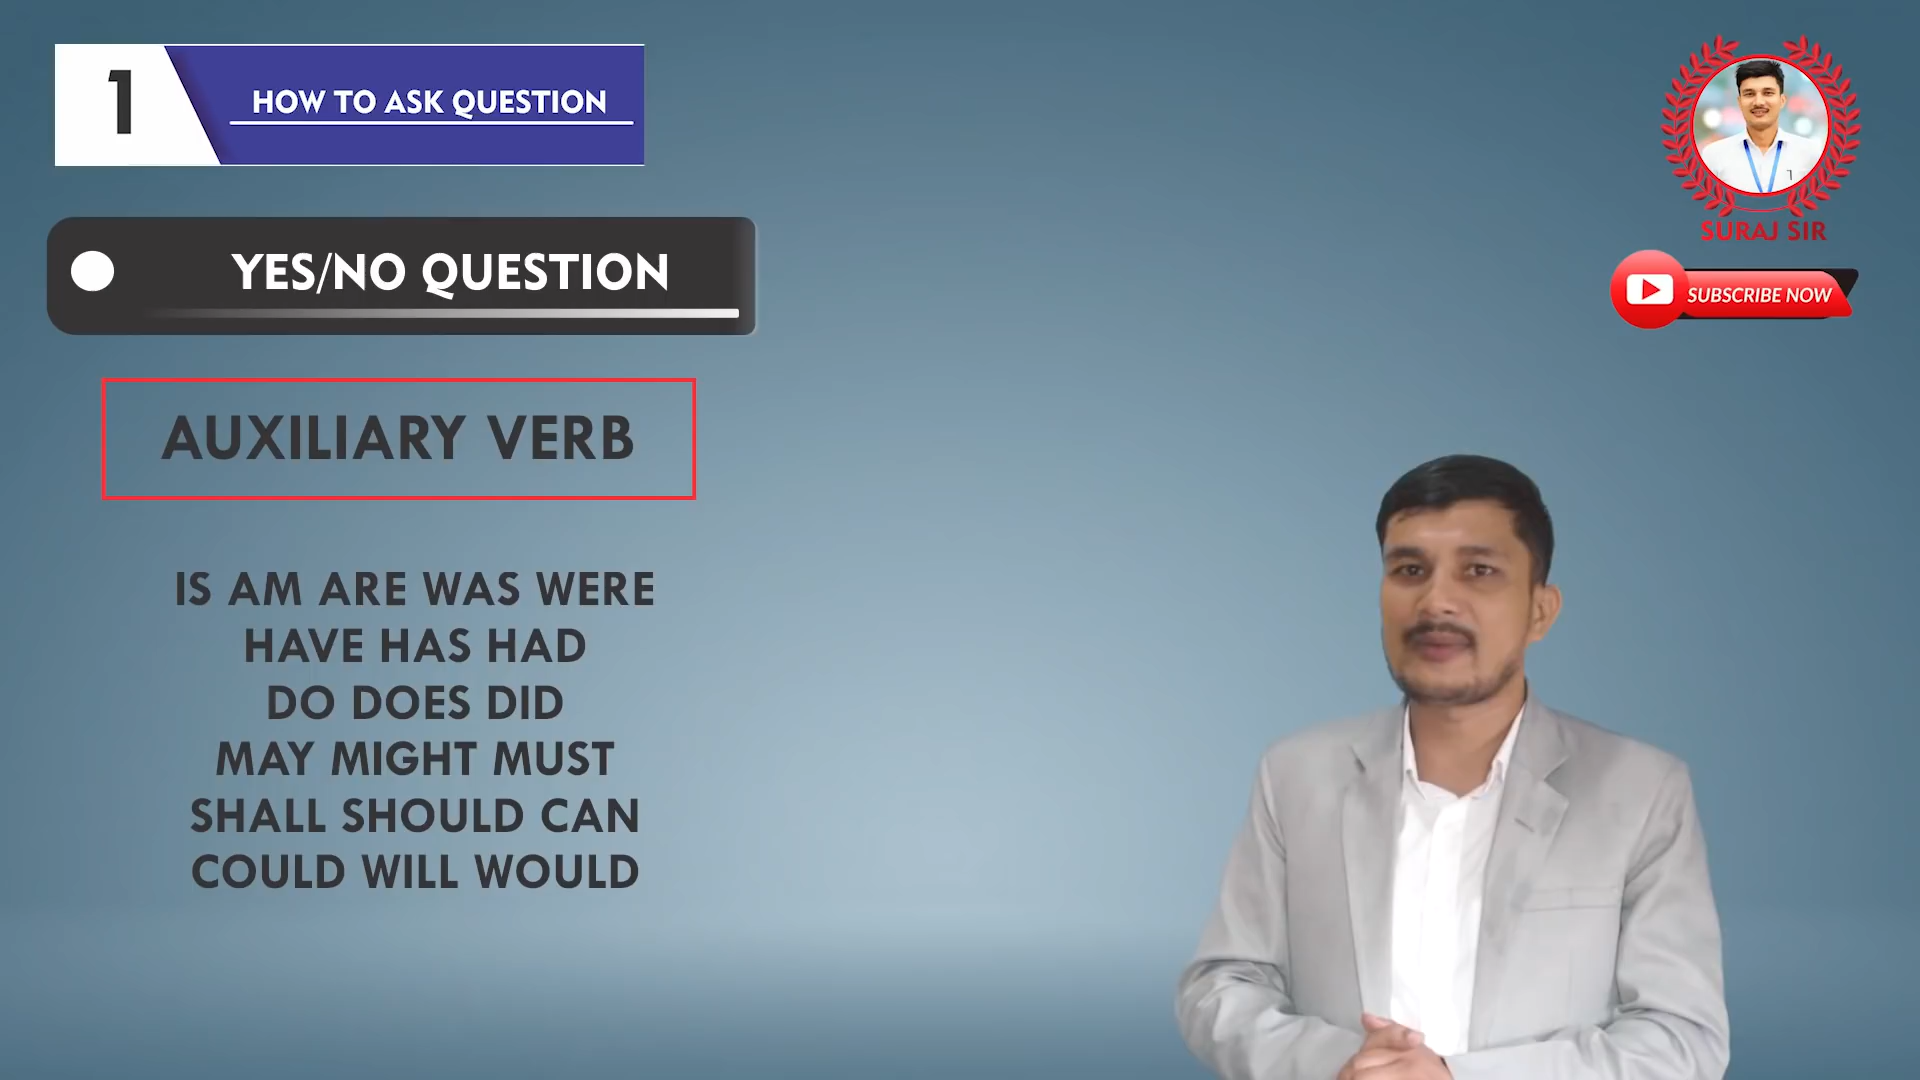 1
HOW TO ASK QUESTION
SURAJ SIR
SUBSCRIBE NOW
YES/NO QUESTION
AUXILIARY VERB
IS AM ARE WAS WERE
HAVE HAS HAD
DO DOES DID
MAY MIGHT MUST
SHALL SHOULD CAN
COULD WILL WOULD